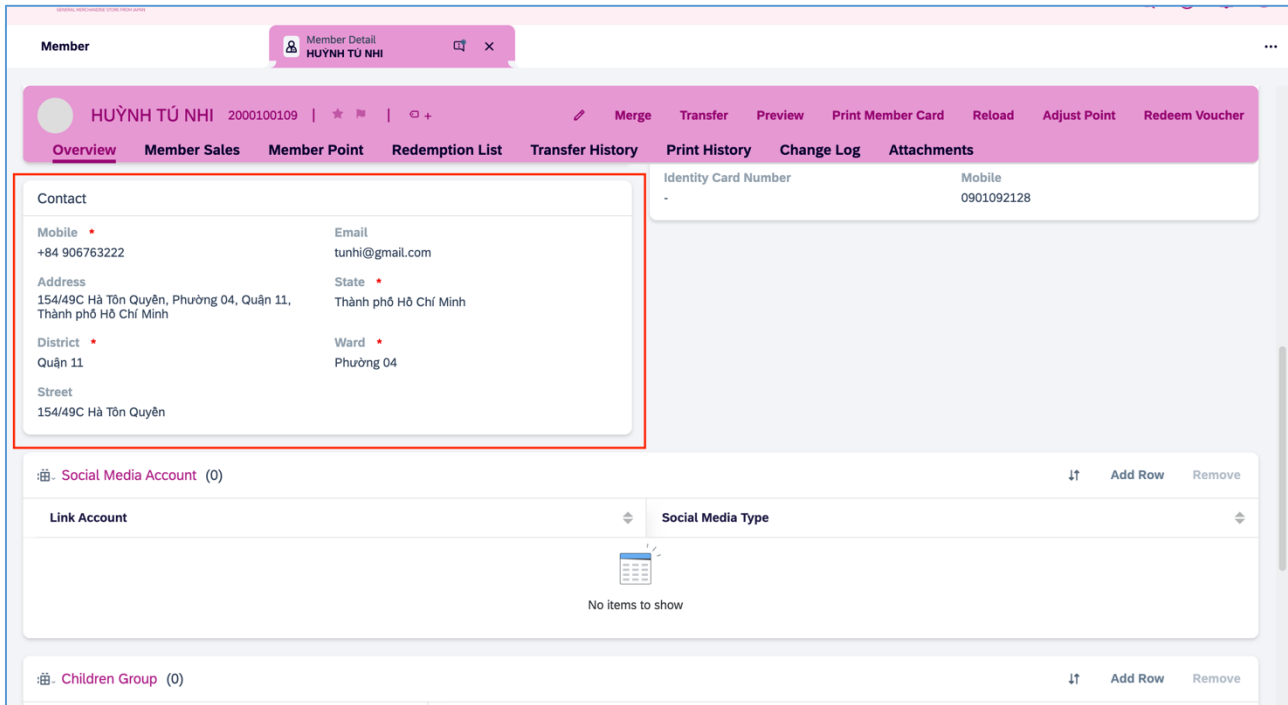 GENERAL MERCHANDISE STORE FROM JAPAN
Member
Member Detail
HUỲNH TÚ NHI
HUỲNH TÚ NHI 2000100109
Merge Transfer Preview Print Member Card Reload Adjust Point Redeem Voucher
Overview Member Sales Member Point Redemption List Transfer History Print History Change Log Attachments
Identity Card Number Mobile
- 0901092128
Contact
Mobile * Email
+84 906763222 tunhi@gmail.com
Address State *
154/49C Hà Tôn Quyền, Phường 04, Quận 11,
Thành phố Hồ Chí Minh
Thành phố Hồ Chí Minh
District * Ward *
Quận 11 Phường 04
Street
154/49C Hà Tôn Quyền
Social Media Account (0) Add Row Remove
Link Account Social Media Type
No items to show
Children Group (0) Add Row Remove